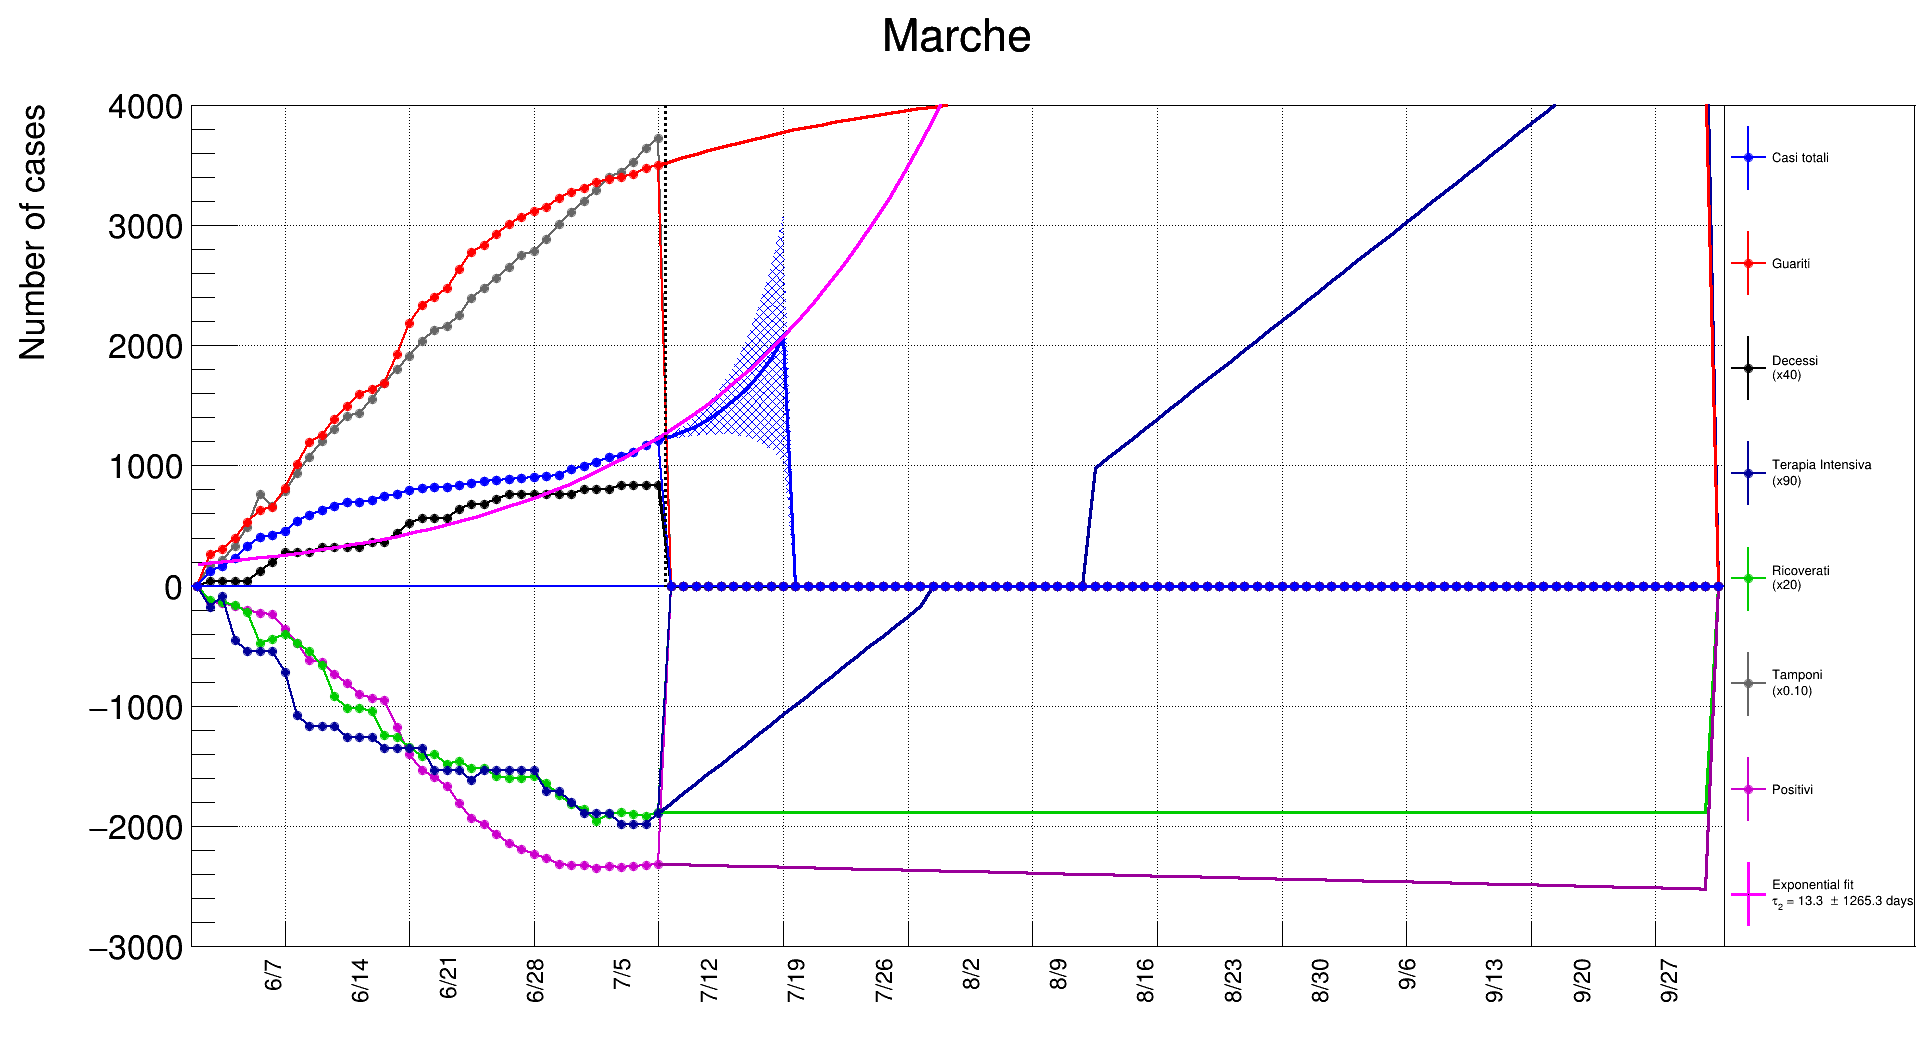 Marche
Number of cases
4000
3000
2000
1000
0
−1000
−2000
−3000
6/7
6/14
6/21
6/28
7/5
7/12
7/19
7/26
8/2
8/9
8/16
8/23
8/30
9/6
9/13
9/20
9/27
Casi totali
Guariti
Decessi
(x40)
Terapia Intensiva
(x90)
Ricoverati
(x20)
Tamponi
(x0.10)
Positivi
Exponential fit
τ2 = 13.3 ± 1265.3 days